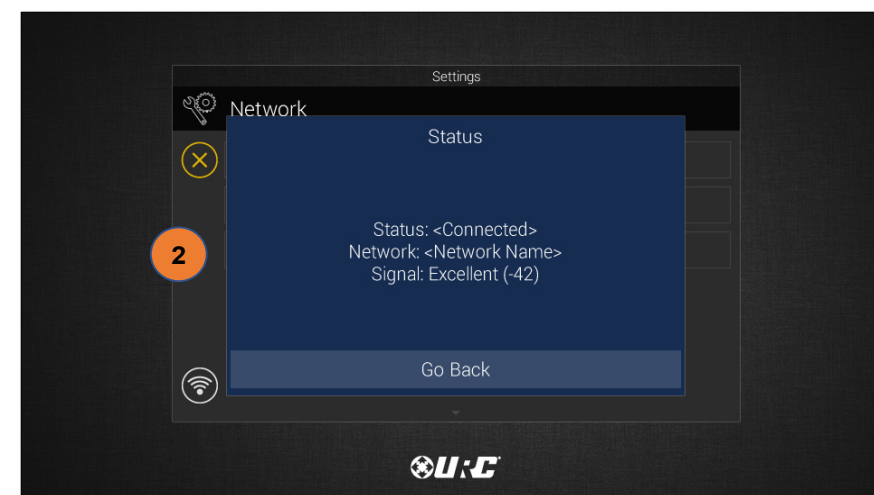 Settings
Network
Status
2
Status: <Connected>
Network: <Network Name>
Signal: Excellent (-42)
Go Back
URC